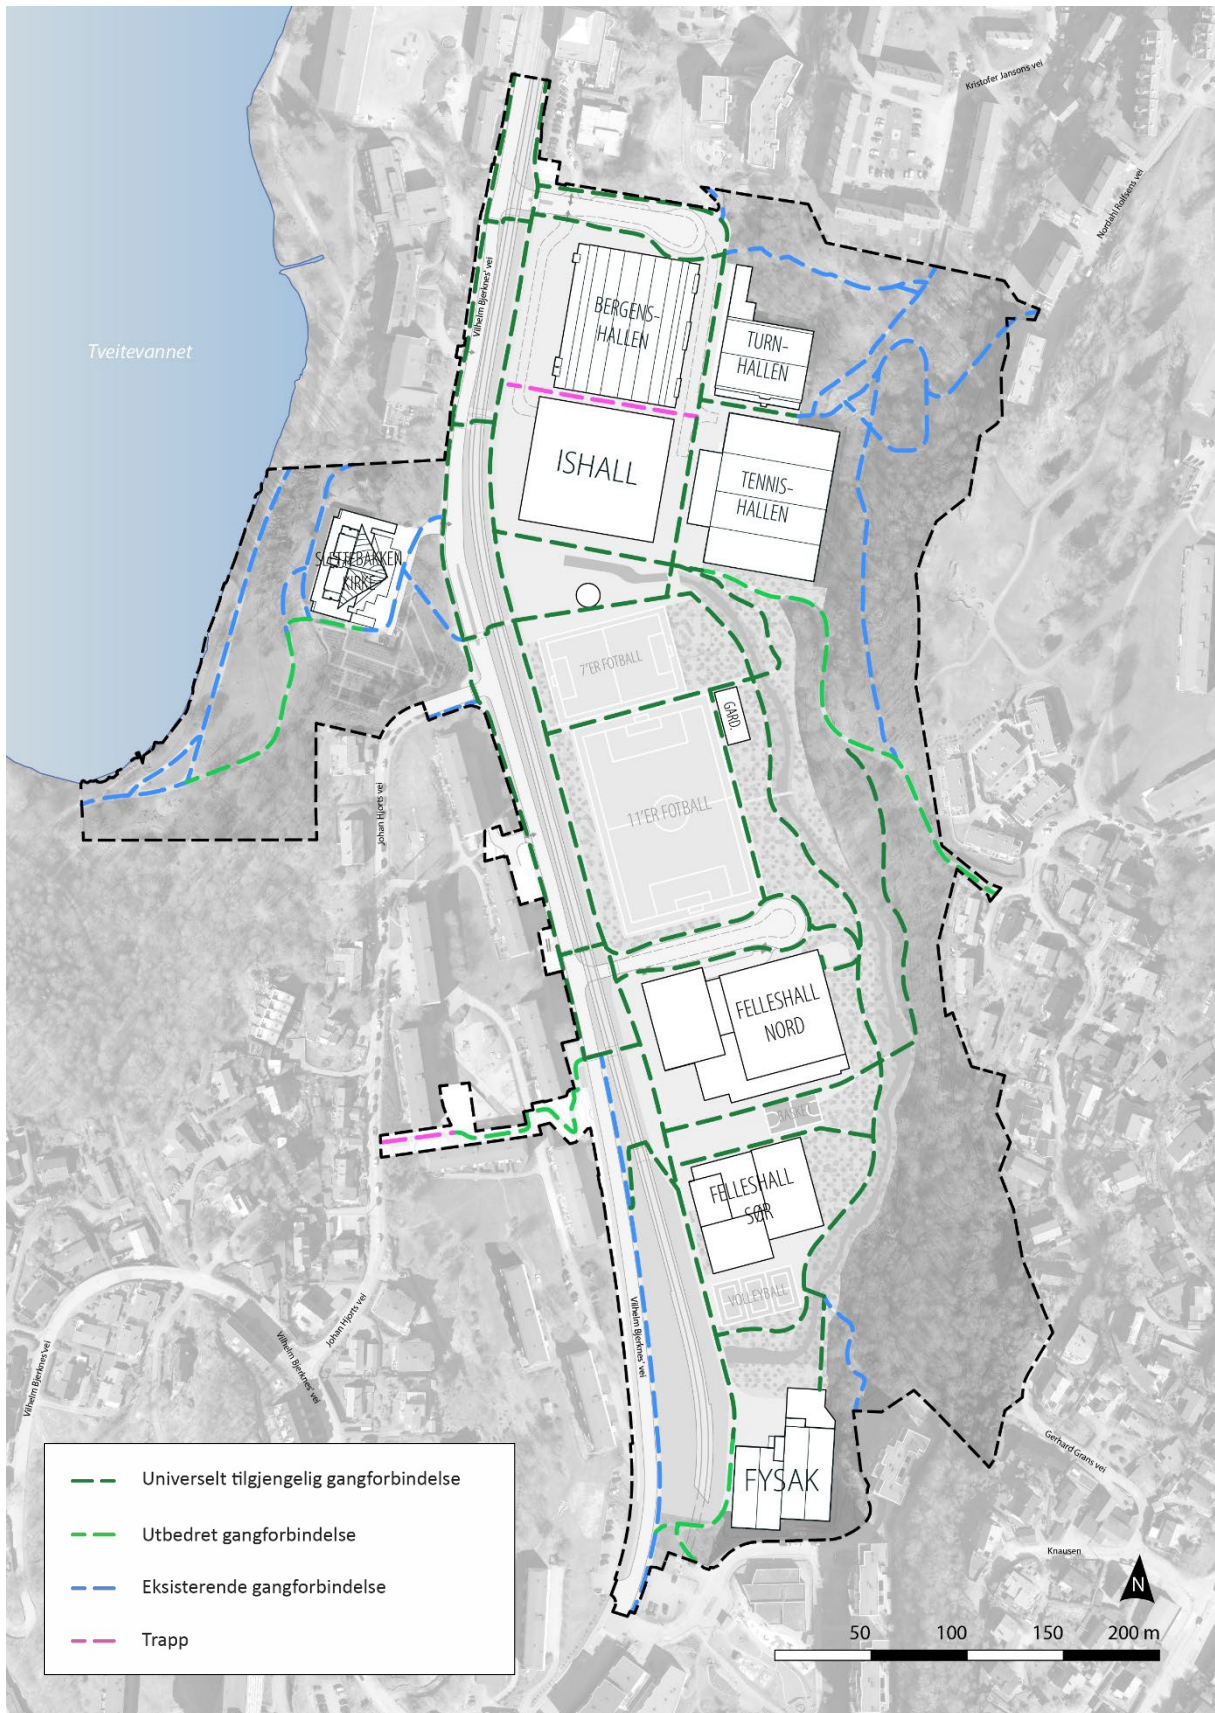 Kristofer Jansons vei
Nordahl Rolfsens vei
Vilhelm Bjerknes' vei
BERGENS-
HALLEN
TURN-
HALLEN
Tveitevannet
ISHALL
TENNIS-
HALLEN
SLETTEBAKKEN
KIRKE
7'ER FOTBALL
GARD.
11'ER FOTBALL
Johan Hjorts vei
FELLESHALL
NORD
BASKET
FELLESHALL
SØR
VOLLEYBALL
Vilhelm Bjerknes' vei
Johan Hjorts vei
Vilhelm Bjerknes' vei
Vilhelm Bjerknes vei
Gerhard Grans vei
FYSAK
Knausen
Universelt tilgjengelig gangforbindelse
Utbedret gangforbindelse
Eksisterende gangforbindelse
Trapp
N
50 100 150 200 m